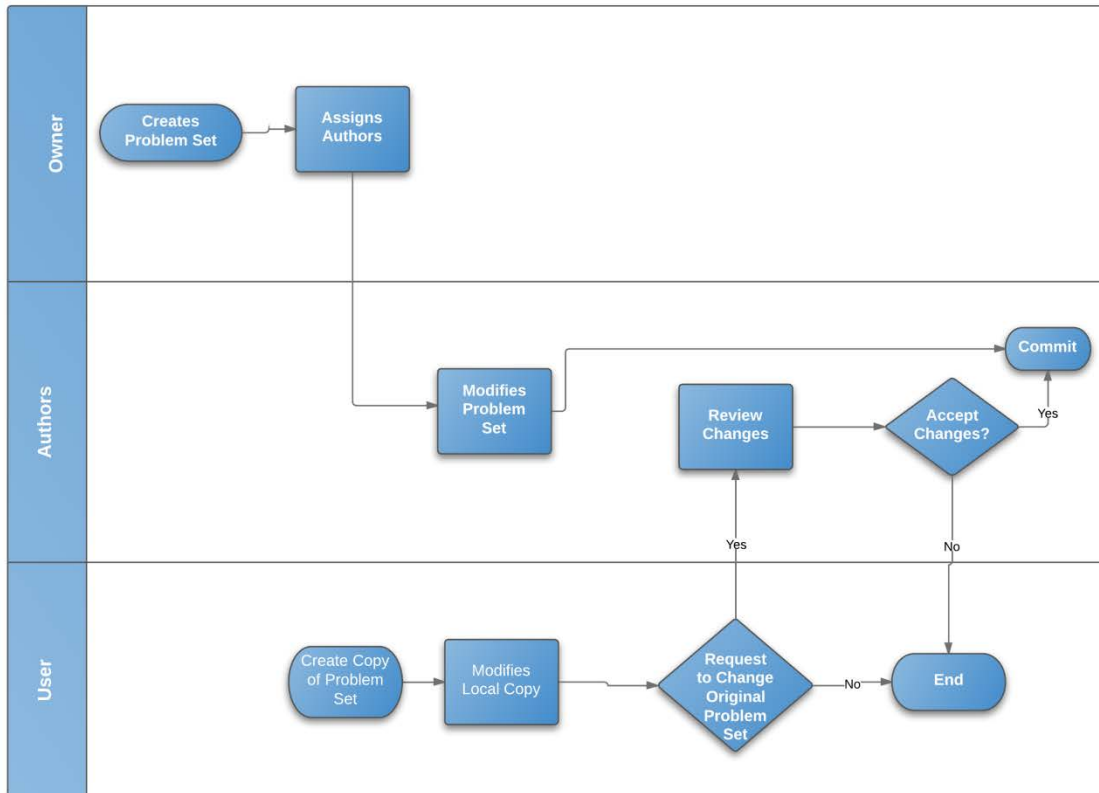 Owner
Creates
Problem Set
Assigns
Authors
Authors
Modifies
Problem
Set
Review
Changes
Accept
Changes?
Commit
Yes
Yes
No
User
Create Copy
of Problem
Set
Modifies
Local Copy
Request
to Change
Original
Problem
Set
No
End